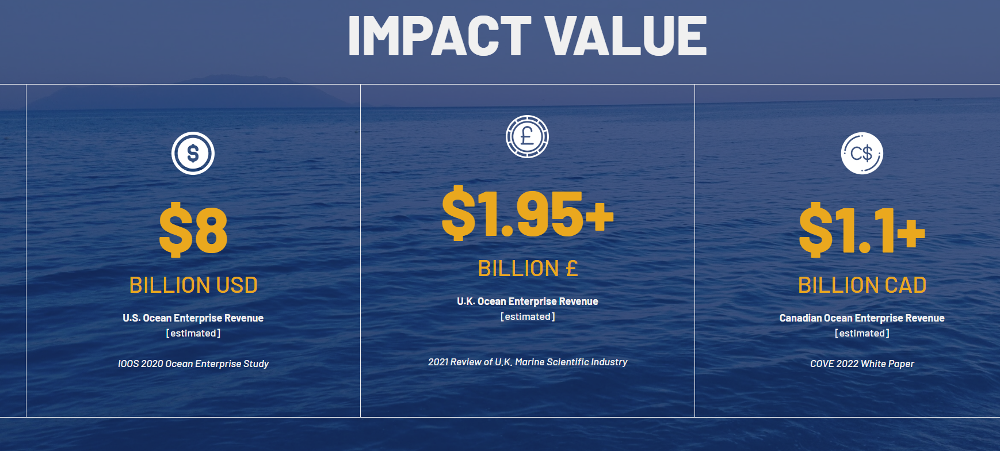 IMPACT VALUE
$
$8
BILLION USD
U.S. Ocean Enterprise Revenue
[estimated]
IOOS 2020 Ocean Enterprise Study
£
$1.95+
BILLION £
U.K. Ocean Enterprise Revenue
[estimated]
2021 Review of U.K. Marine Scientific Industry
C$
$1.1+
BILLION CAD
Canadian Ocean Enterprise Revenue
[estimated]
COVE 2022 White Paper